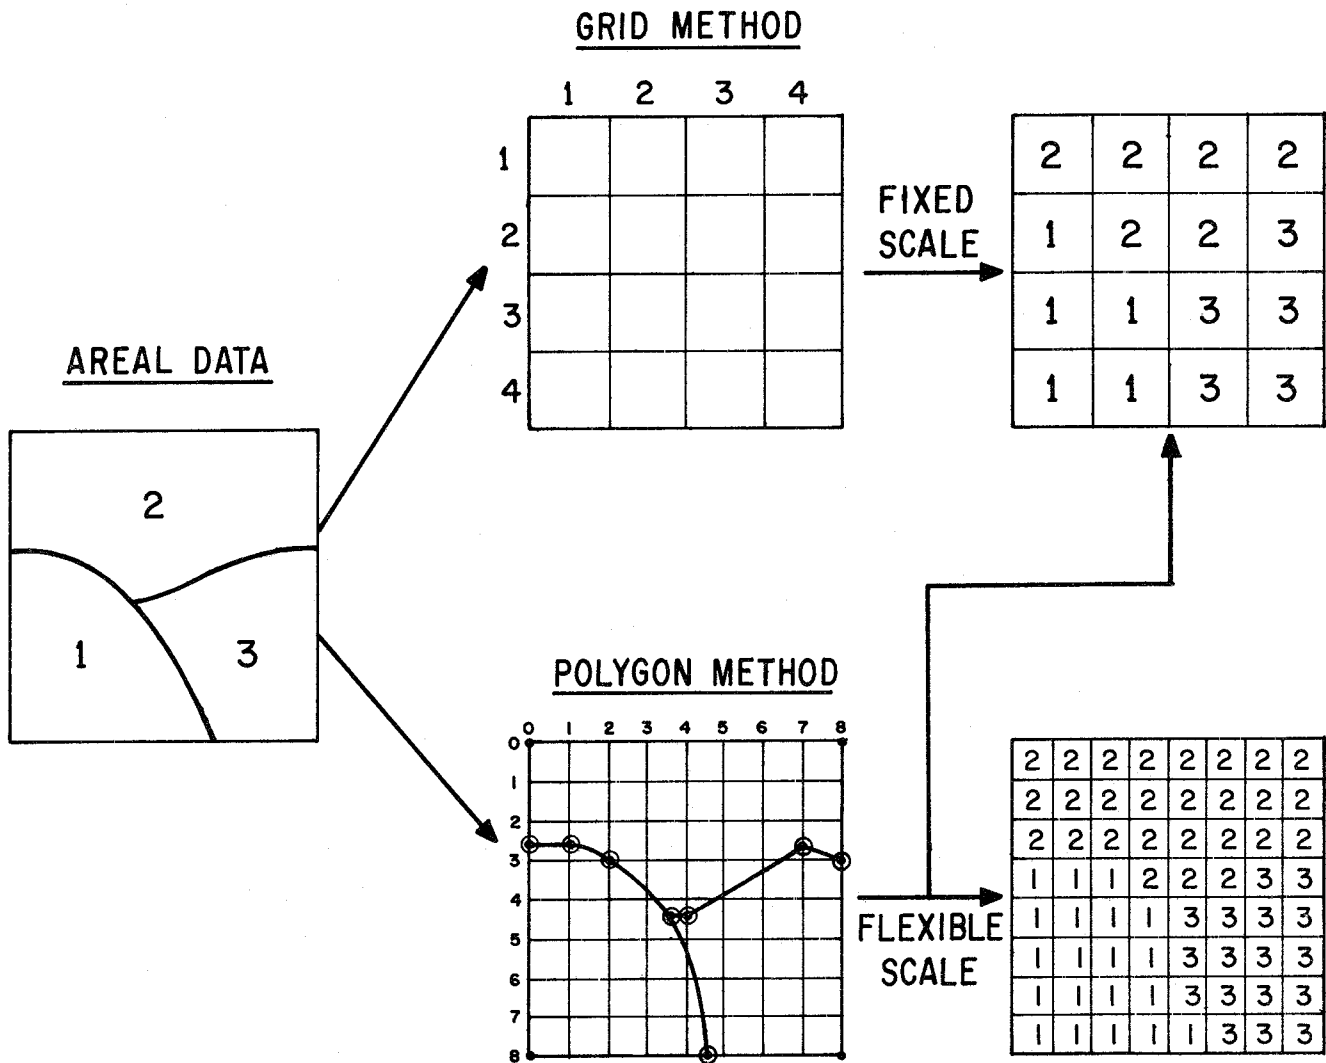 GRID METHOD
1 2 3 4
1
2
3
4
FIXED
SCALE
2 2 2 2
1 2 2 3
1 1 3 3
1 1 3 3
AREAL DATA
2
1 3
POLYGON METHOD
0 1 2 3 4 5 6 7 8
0
1
2
3
4
5
6
7
8
FLEXIBLE
SCALE
2 2 2 2 2 2 2 2
2 2 2 2 2 2 2 2
2 2 2 2 2 2 2 2
1 1 1 2 2 2 3 3
1 1 1 1 3 3 3 3
1 1 1 1 3 3 3 3
1 1 1 1 3 3 3 3
1 1 1 1 1 3 3 3